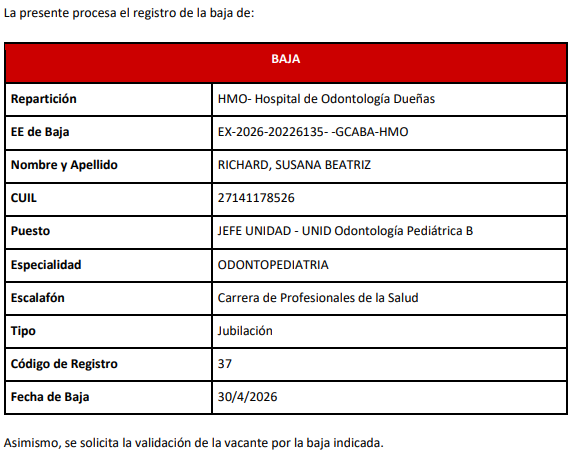 La presente procesa el registro de la baja de:
BAJA
Repartición HMO- Hospital de Odontología Dueñas
EE de Baja EX-2026-20226135- -GCABA-HMO
Nombre y Apellido RICHARD, SUSANA BEATRIZ
CUIL 27141178526
Puesto JEFE UNIDAD - UNID Odontología Pediátrica B
Especialidad ODONTOPEDIATRIA
Escalafón Carrera de Profesionales de la Salud
Tipo Jubilación
Código de Registro 37
Fecha de Baja 30/4/2026
Asimismo, se solicita la validación de la vacante por la baja indicada.